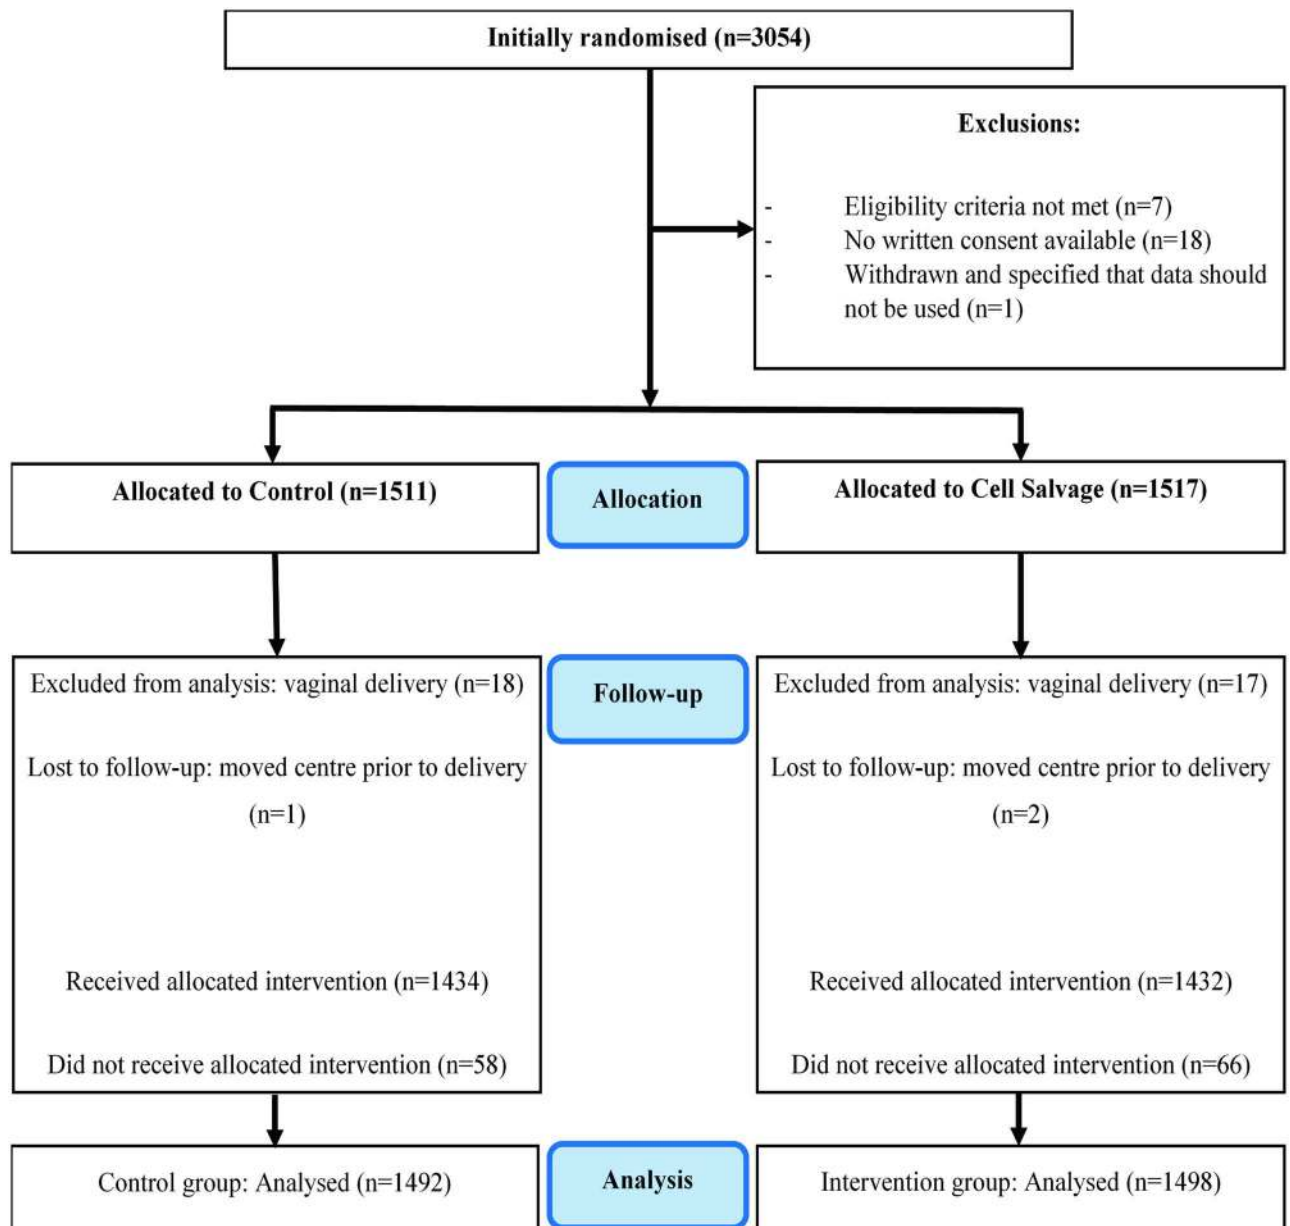 Initially randomised (n=3054)
Exclusions:
- Eligibility criteria not met (n=7)
- No written consent available (n=18)
- Withdrawn and specified that data should
not be used (n=1)
Allocated to Control (n=1511)
Allocation
Allocated to Cell Salvage (n=1517)
Excluded from analysis: vaginal delivery (n=18)
Lost to follow-up: moved centre prior to delivery
(n=1)
Received allocated intervention (n=1434)
Did not receive allocated intervention (n=58)
Follow-up
Excluded from analysis: vaginal delivery (n=17)
Lost to follow-up: moved centre prior to delivery
(n=2)
Received allocated intervention (n=1432)
Did not receive allocated intervention (n=66)
Control group: Analysed (n=1492)
Analysis
Intervention group: Analysed (n=1498)